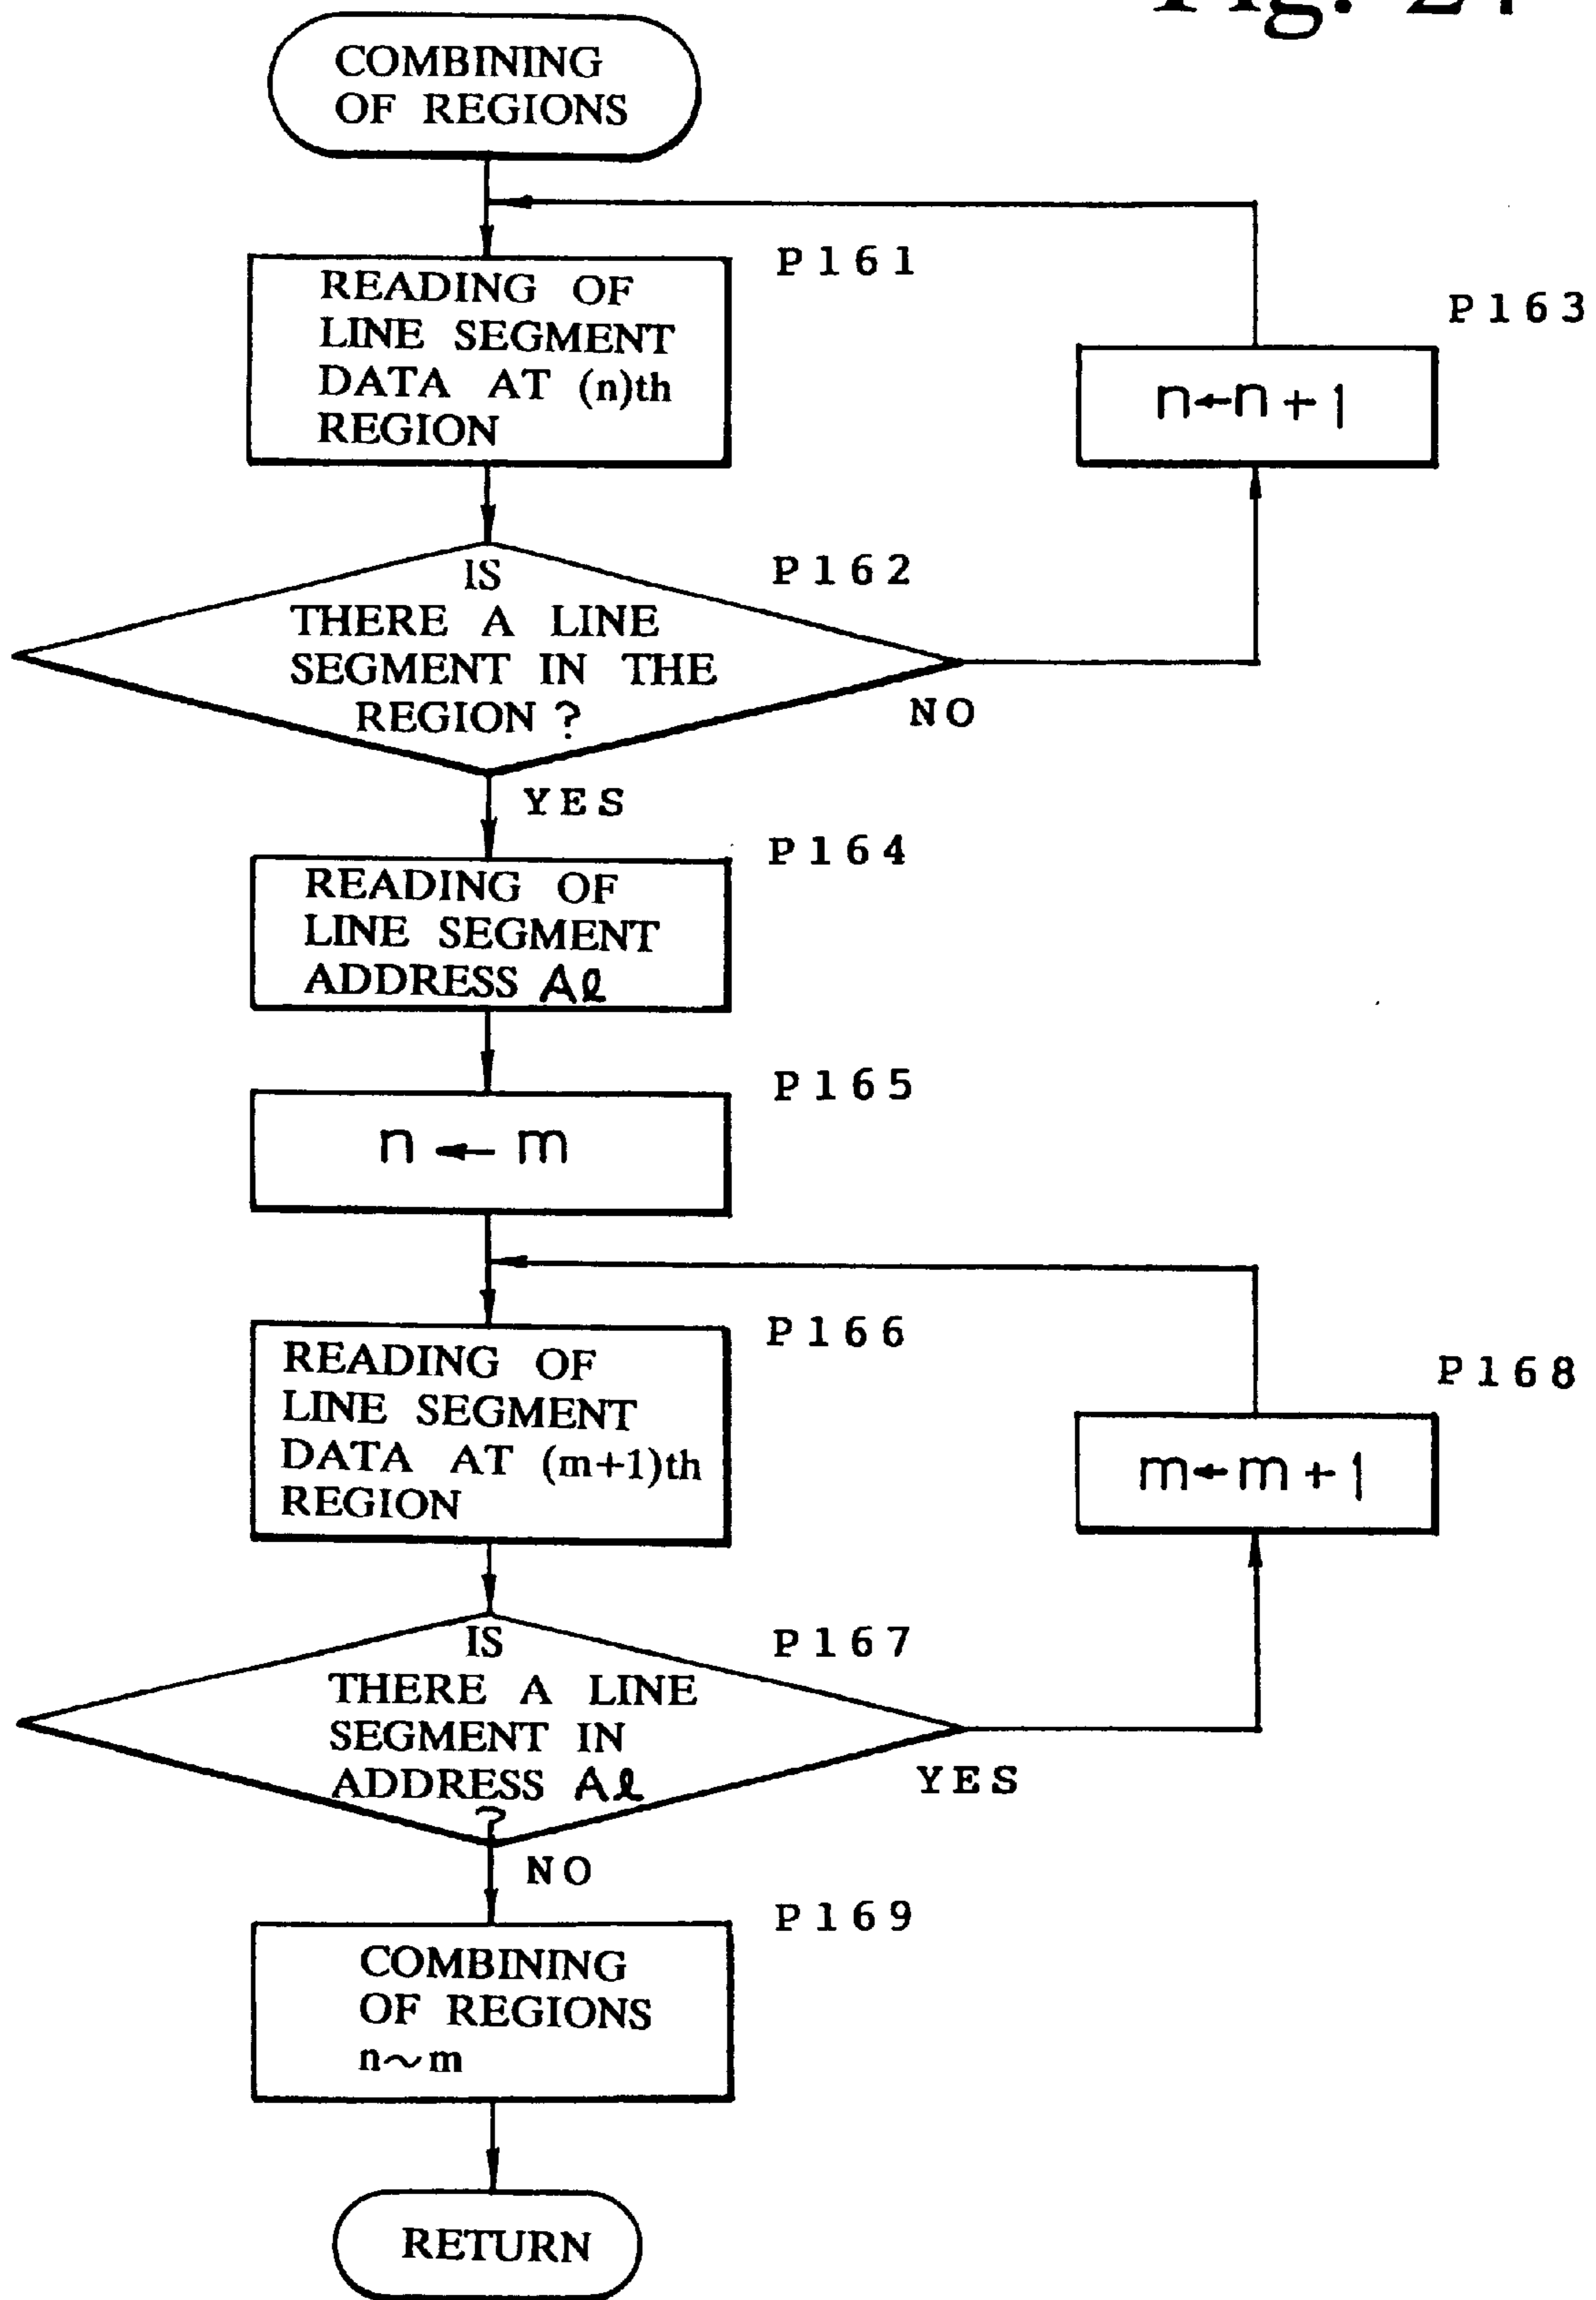 COMBINING
OF REGIONS
P161
READING OF
LINE SEGMENT
DATA AT (n)th
REGION
P163
n←n+1
P162
IS
THERE A LINE
SEGMENT IN THE
REGION ?
NO
YES
P164
READING OF
LINE SEGMENT
ADDRESS Aℓ
P165
n ← m
P166
READING OF
LINE SEGMENT
DATA AT (m+1)th
REGION
P168
m←m+1
P167
IS
THERE A LINE
SEGMENT IN
ADDRESS Aℓ
?
YES
NO
P169
COMBINING
OF REGIONS
n~m
RETURN